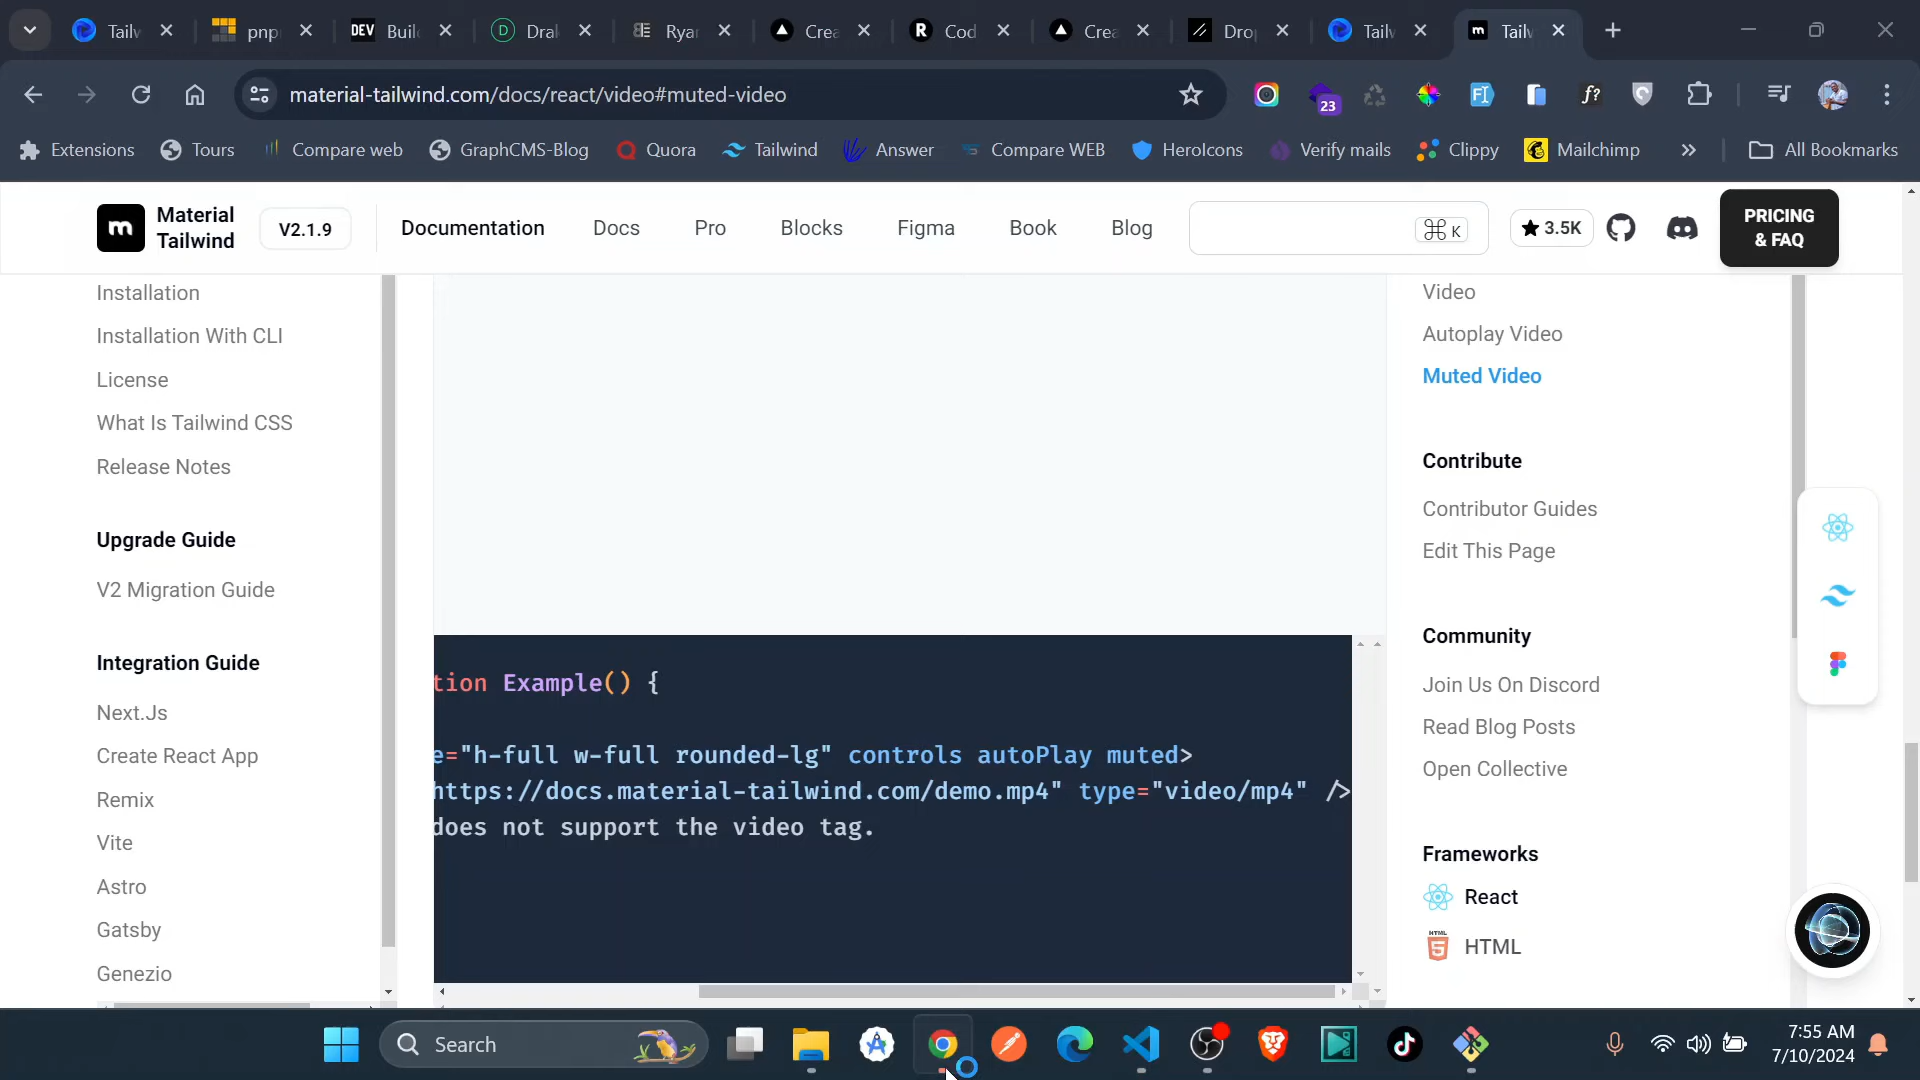 Tailw
pnp
DEV
Buil
Dral
Ryan
Crea
Cod
Crea
Drop
Tailw
Tailw
material-tailwind.com/docs/react/video#muted-video
23
f?
Extensions
Tours
Compare web
GraphCMS-Blog
Quora
Tailwind
Answer
Compare WEB
HeroIcons
Verify mails
Clippy
Mailchimp
All Bookmarks
Material
Tailwind
V2.1.9
Documentation
Docs
Pro
Blocks
Figma
Book
Blog
⌘ K
★ 3.5K
PRICING
& FAQ
Installation
Installation With CLI
License
What Is Tailwind CSS
Release Notes
Upgrade Guide
V2 Migration Guide
Integration Guide
Next.Js
Create React App
Remix
Vite
Astro
Gatsby
Genezio
tion Example() {
e="h-full w-full rounded-lg" controls autoPlay muted>
https://docs.material-tailwind.com/demo.mp4" type="video/mp4" />
does not support the video tag.
Video
Autoplay Video
Muted Video
Contribute
Contributor Guides
Edit This Page
Community
Join Us On Discord
Read Blog Posts
Open Collective
Frameworks
React
HTML
Search
7:55 AM
7/10/2024